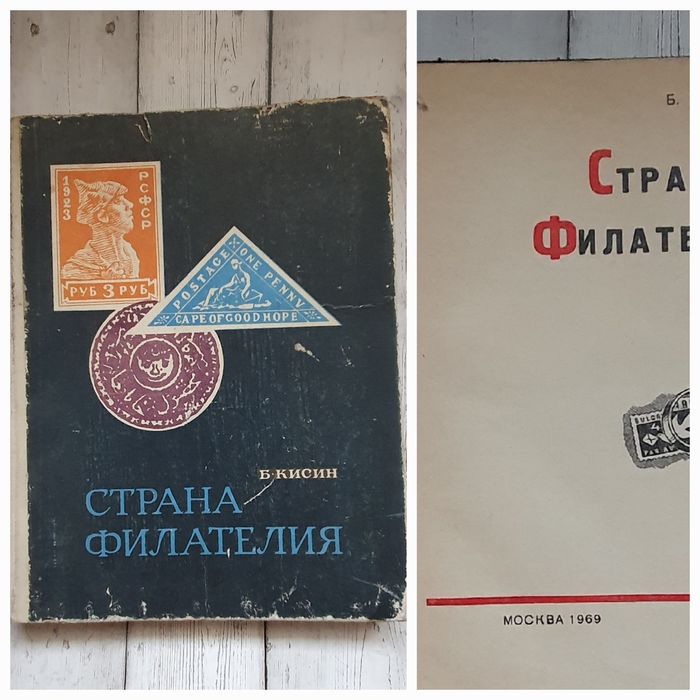 1923
РСФСР
РУБ 3 РУБ
POSTAGE
ONE PENNY
CAPE OF GOOD HOPE
Б·КИСИН
СТРАНА
ФИЛАТЕЛИЯ
Б.
СТРА
ФИЛАТЕ
МОСКВА 1969